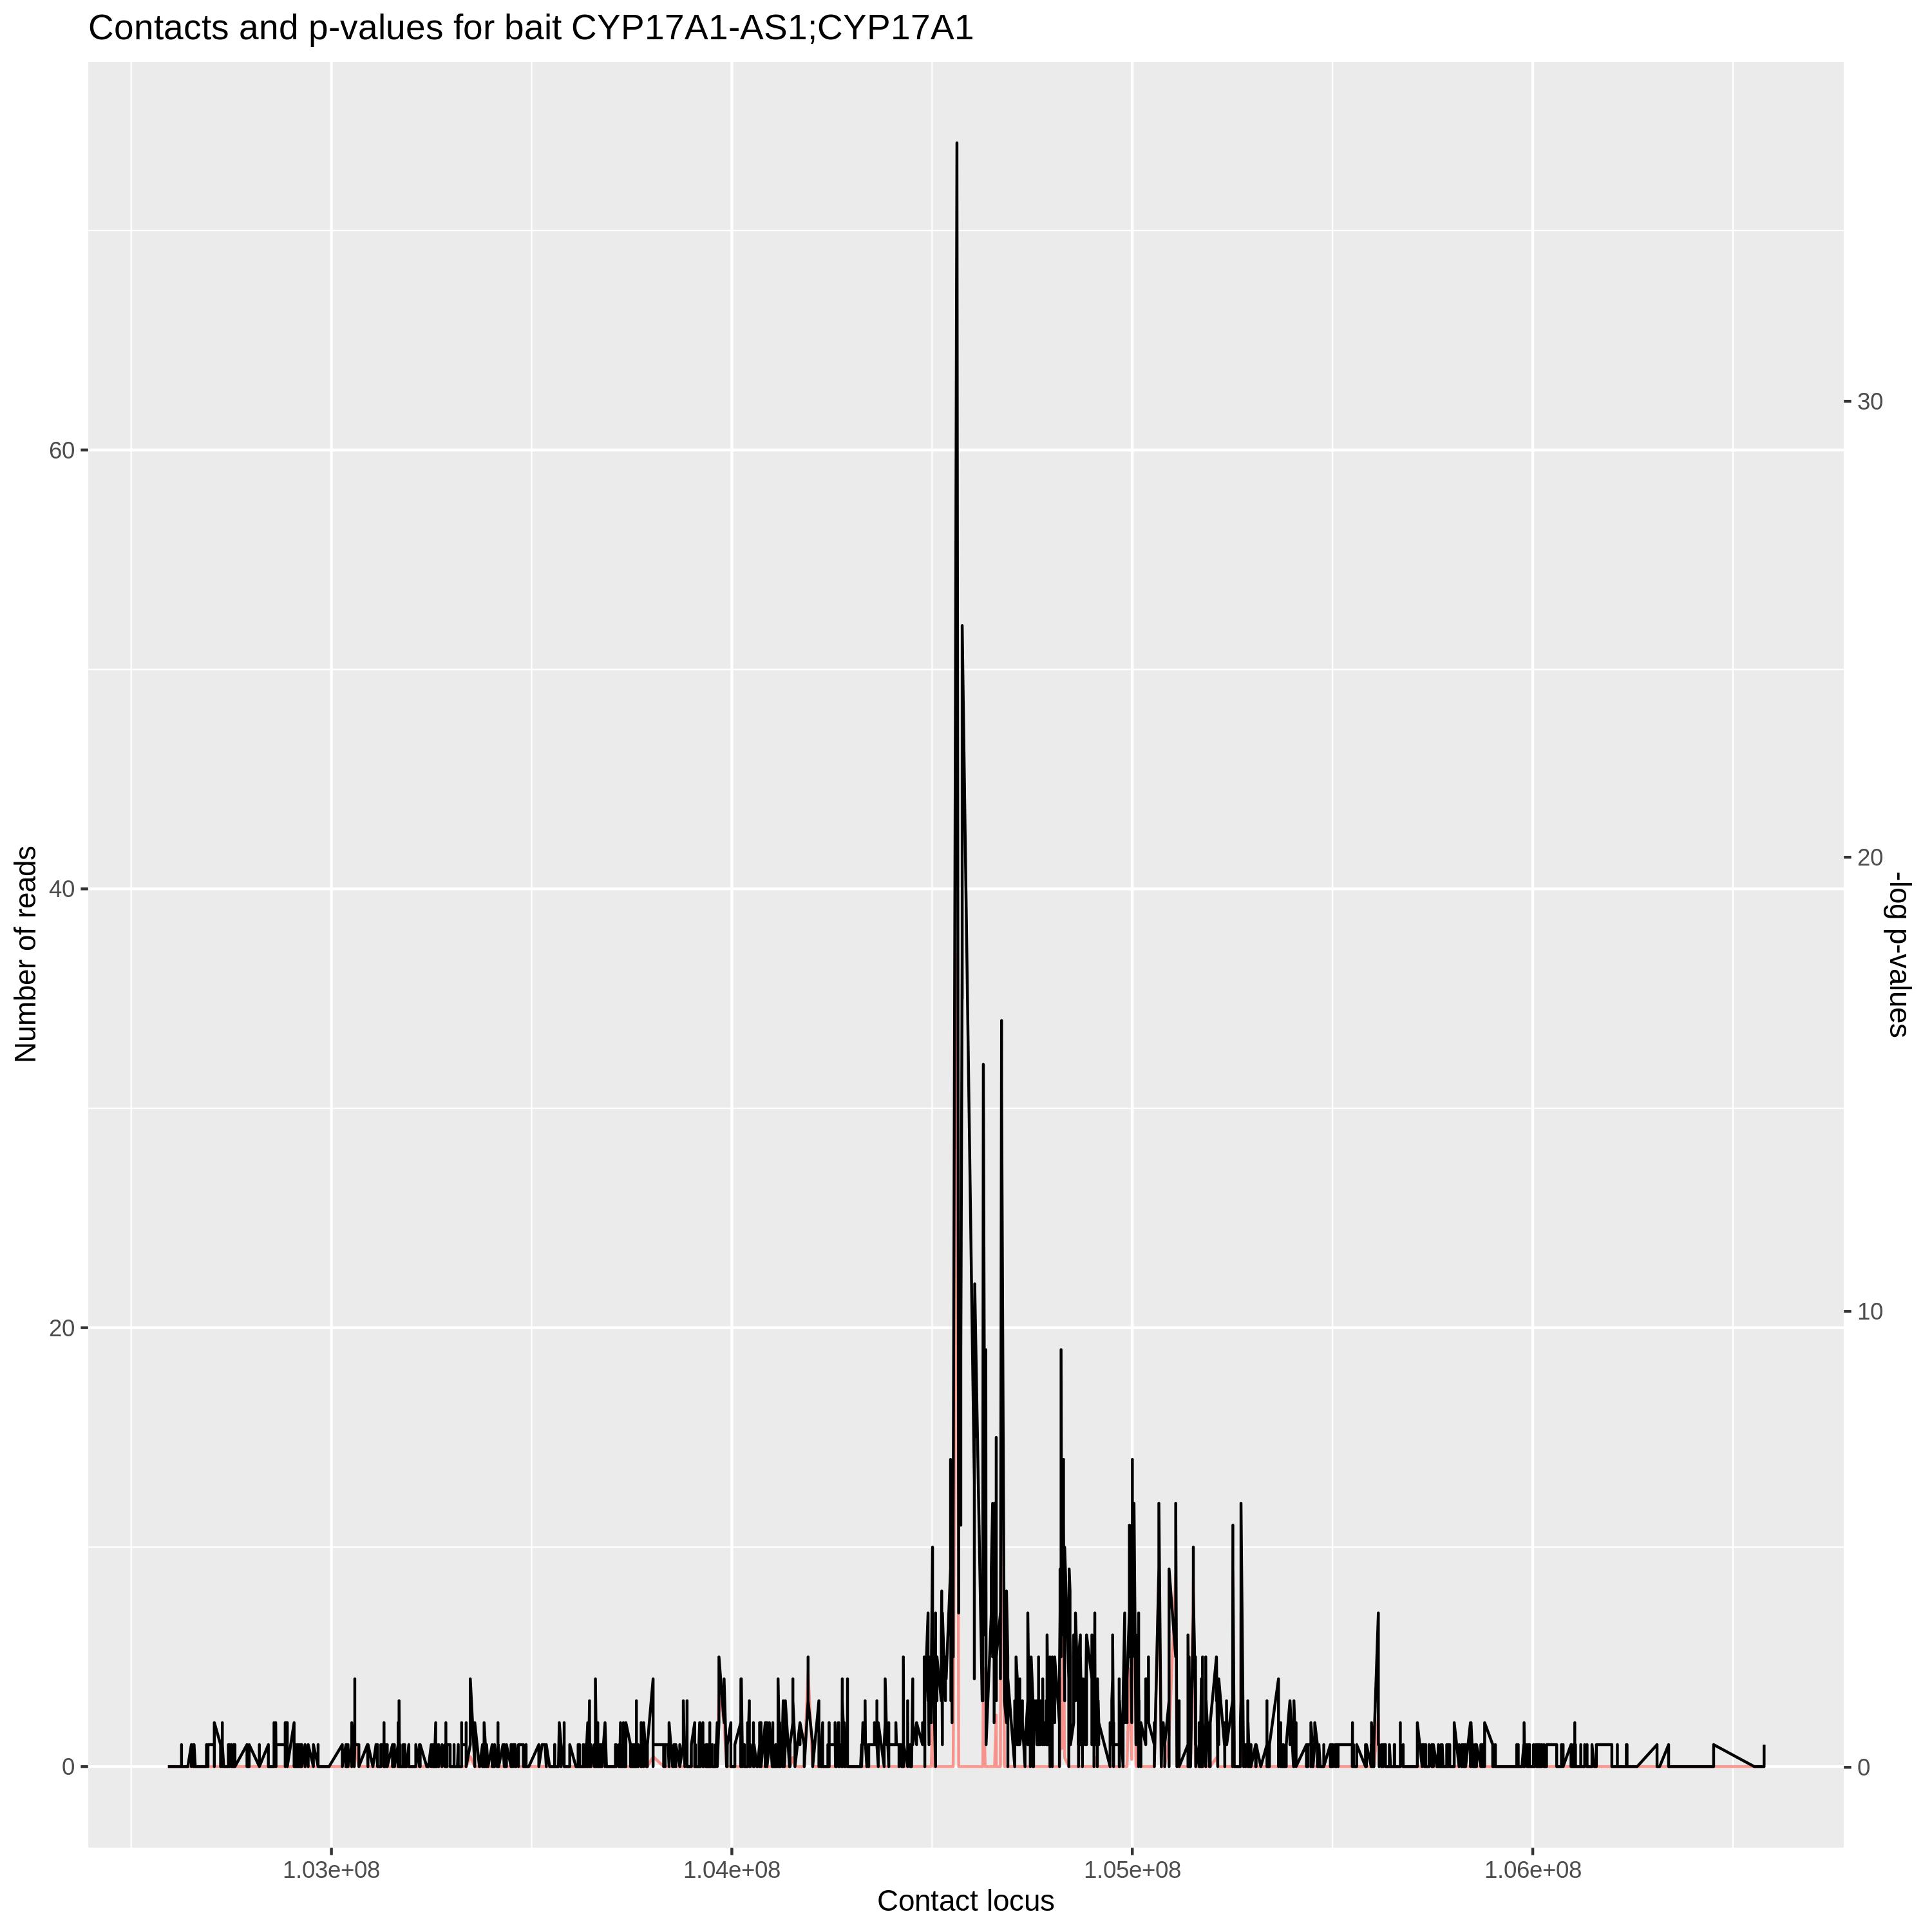 Contacts and p-values for bait CYP17A1-AS1;CYP17A1
Number of reads
60
40
20
0
30
20
10
0
-log p-values
1.03e+08 1.04e+08 1.05e+08 1.06e+08
Contact locus